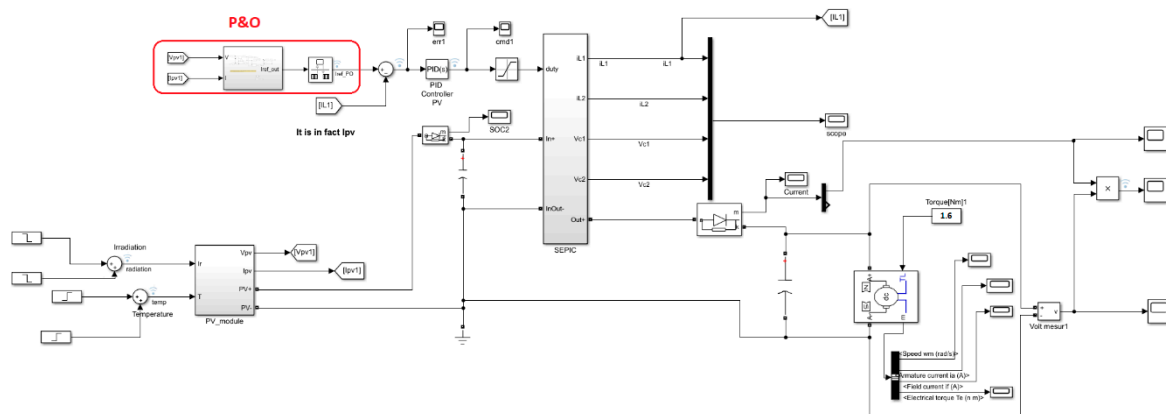 P&O
[Vpv1]
[Ipv1]
V
I
Iref_out
Iref_PO
[IL1]
It is in fact Ipv
err1
cmd1
PID(s)
PID
Controller
PV
SOC2
duty
In+
InOut-
iL1
iL2
Vc1
Vc2
Out+
SEPIC
iL1
iL1
iL2
Vc1
Vc2
[IL1]
scope
Current
m
a
k
Torque[Nm]1
1.6
Irradiation
radiation
temp
Temperature
Ir
T
Vpv
Ipv
PV+
PV-
PV_module
[Vpv1]
[Ipv1]
TL
dc
Volt mesur1
+
-
v
×
<Speed wm (rad/s)>
<Armature current ia (A)>
<Field current if (A)>
<Electrical torque Te (n m)>